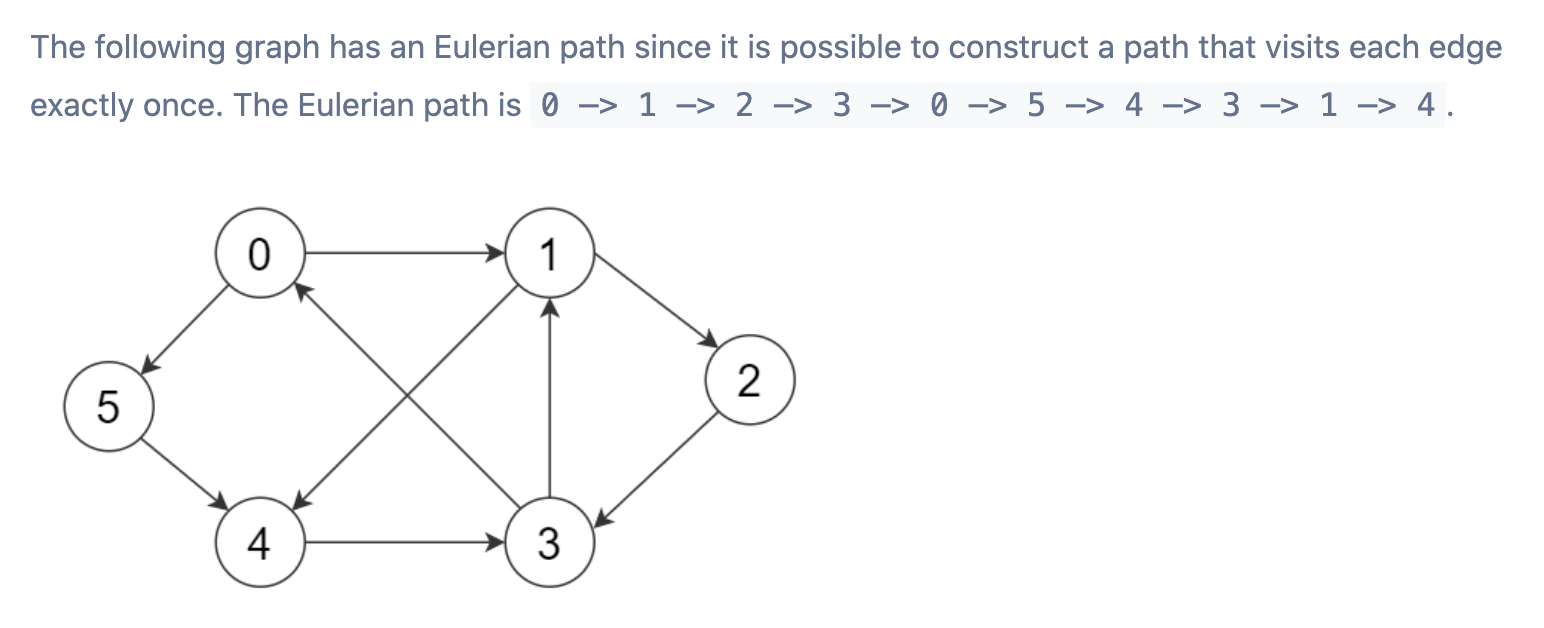 The following graph has an Eulerian path since it is possible to construct a path that visits each edge
exactly once. The Eulerian path is 0 —> 1 —> 2 —> 3 —> 0 —> 5 —> 4 —> 3 —> 1 —> 4.
0 1
2
5
4 3